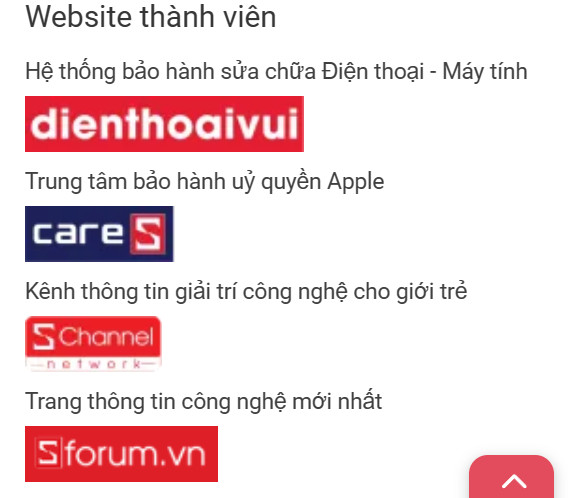 Website thành viên
Hệ thống bảo hành sửa chữa Điện thoại - Máy tính
dienthoaivui
Trung tâm bảo hành uỷ quyền Apple
care S
Kênh thông tin giải trí công nghệ cho giới trẻ
S Channel
network
Trang thông tin công nghệ mới nhất
Sforum.vn